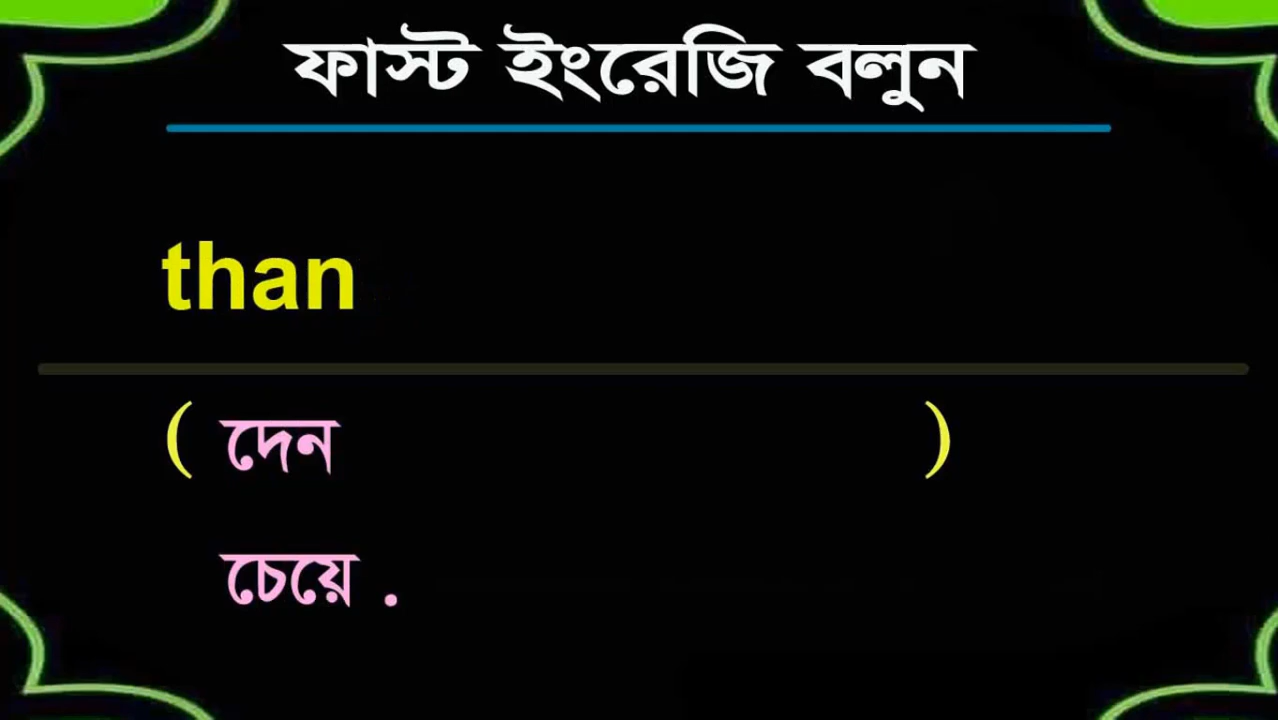 ফাস্ট ইংরেজি বলুন
than
( দেন )
চেয়ে .